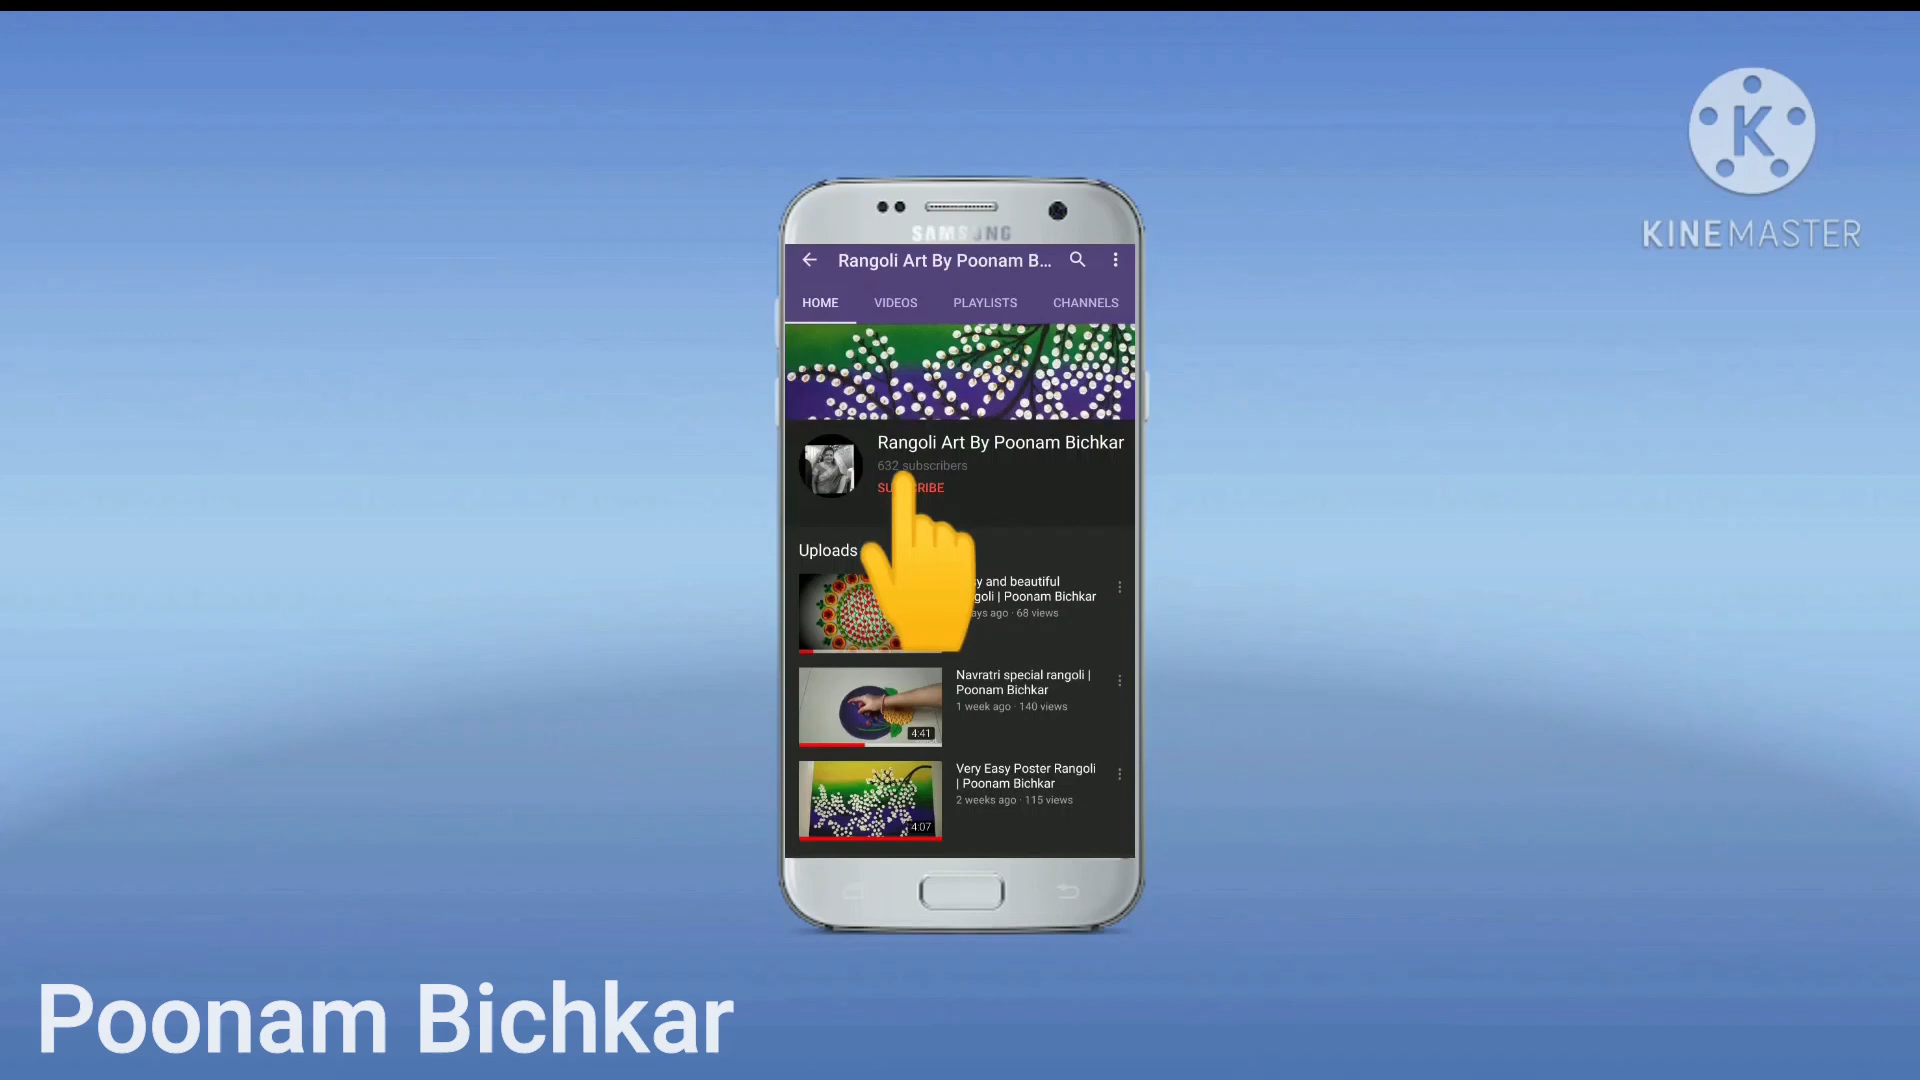 KINEMASTER
SAMSUNG
Rangoli Art By Poonam B...
HOME VIDEOS PLAYLISTS CHANNELS
Rangoli Art By Poonam Bichkar
632 subscribers
Uploads
and beautiful
| Poonam Bichkar
ago · 68 views
Navratri special rangoli |
Poonam Bichkar
1 week ago · 140 views
4:41
Very Easy Poster Rangoli
| Poonam Bichkar
2 weeks ago · 115 views
4:07
Poonam Bichkar